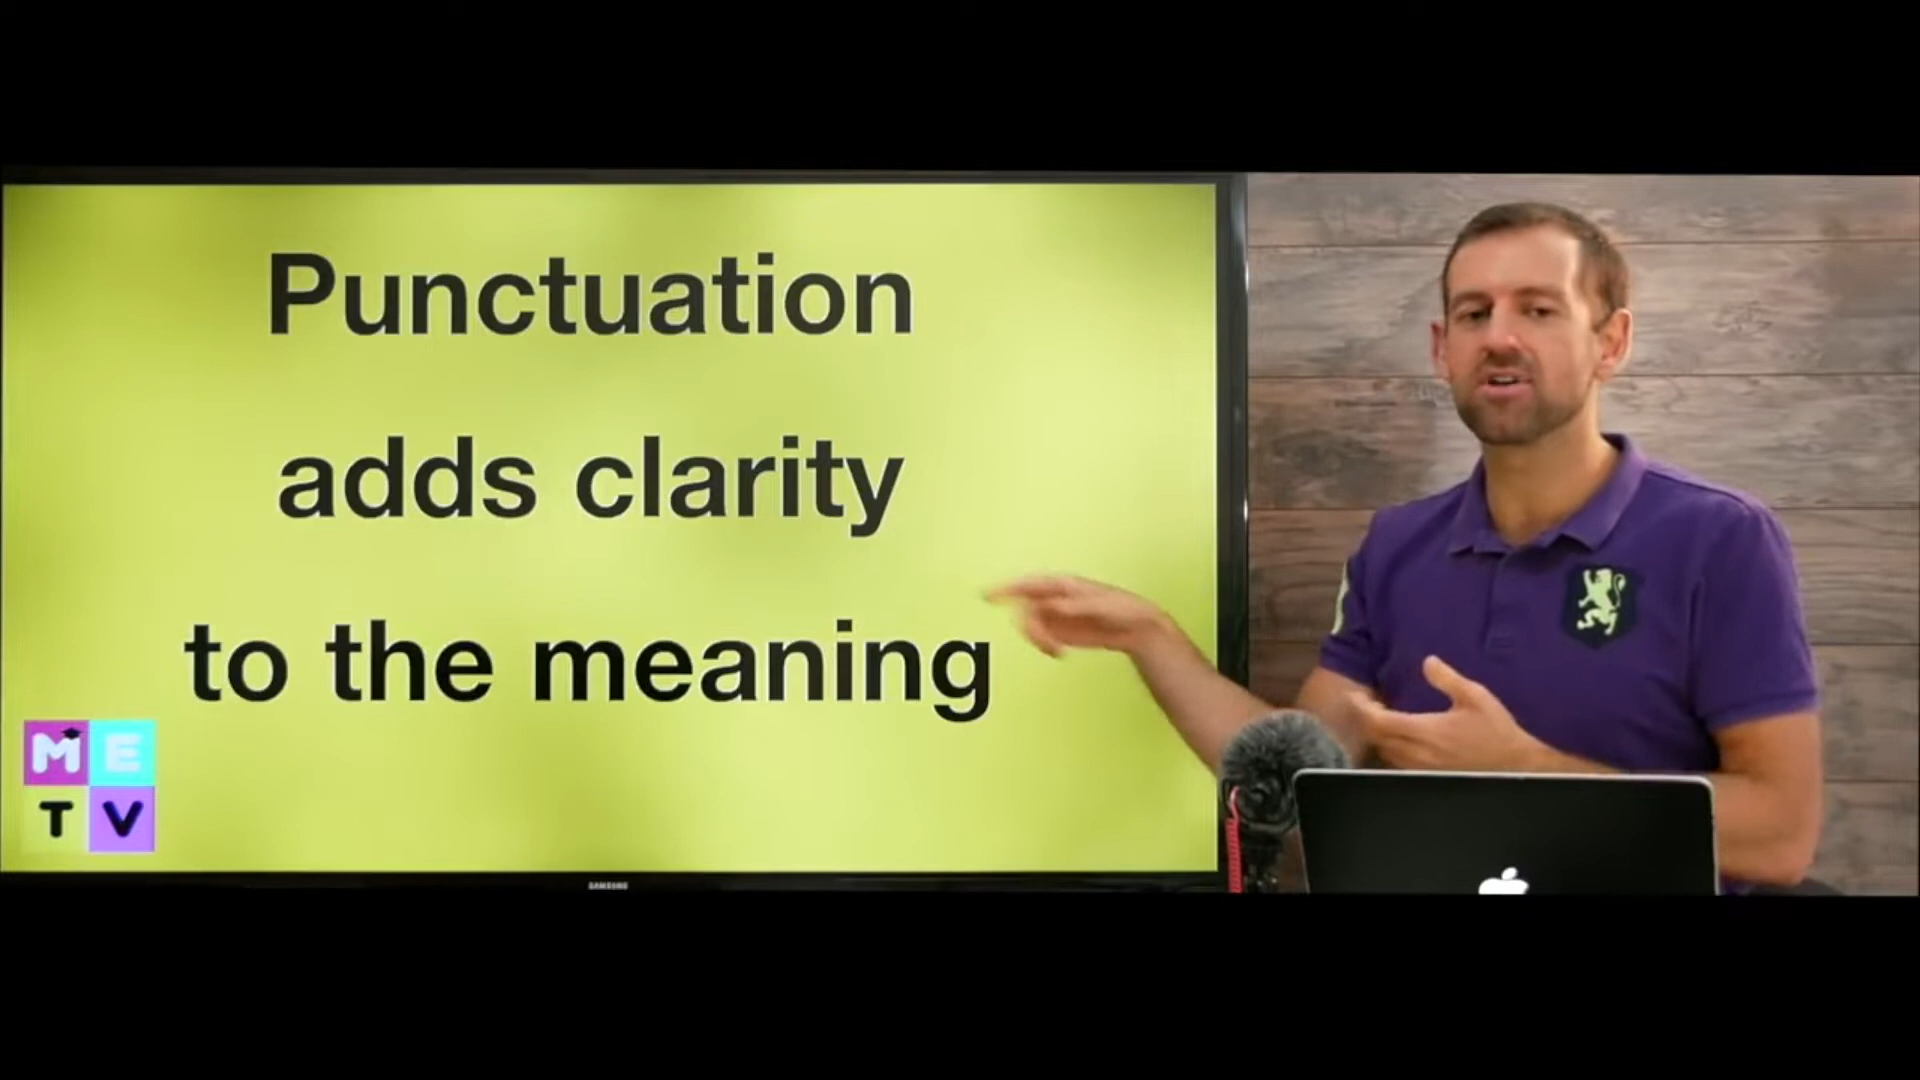 Punctuation
adds clarity
to the meaning
ME
TV
SAMSUNG